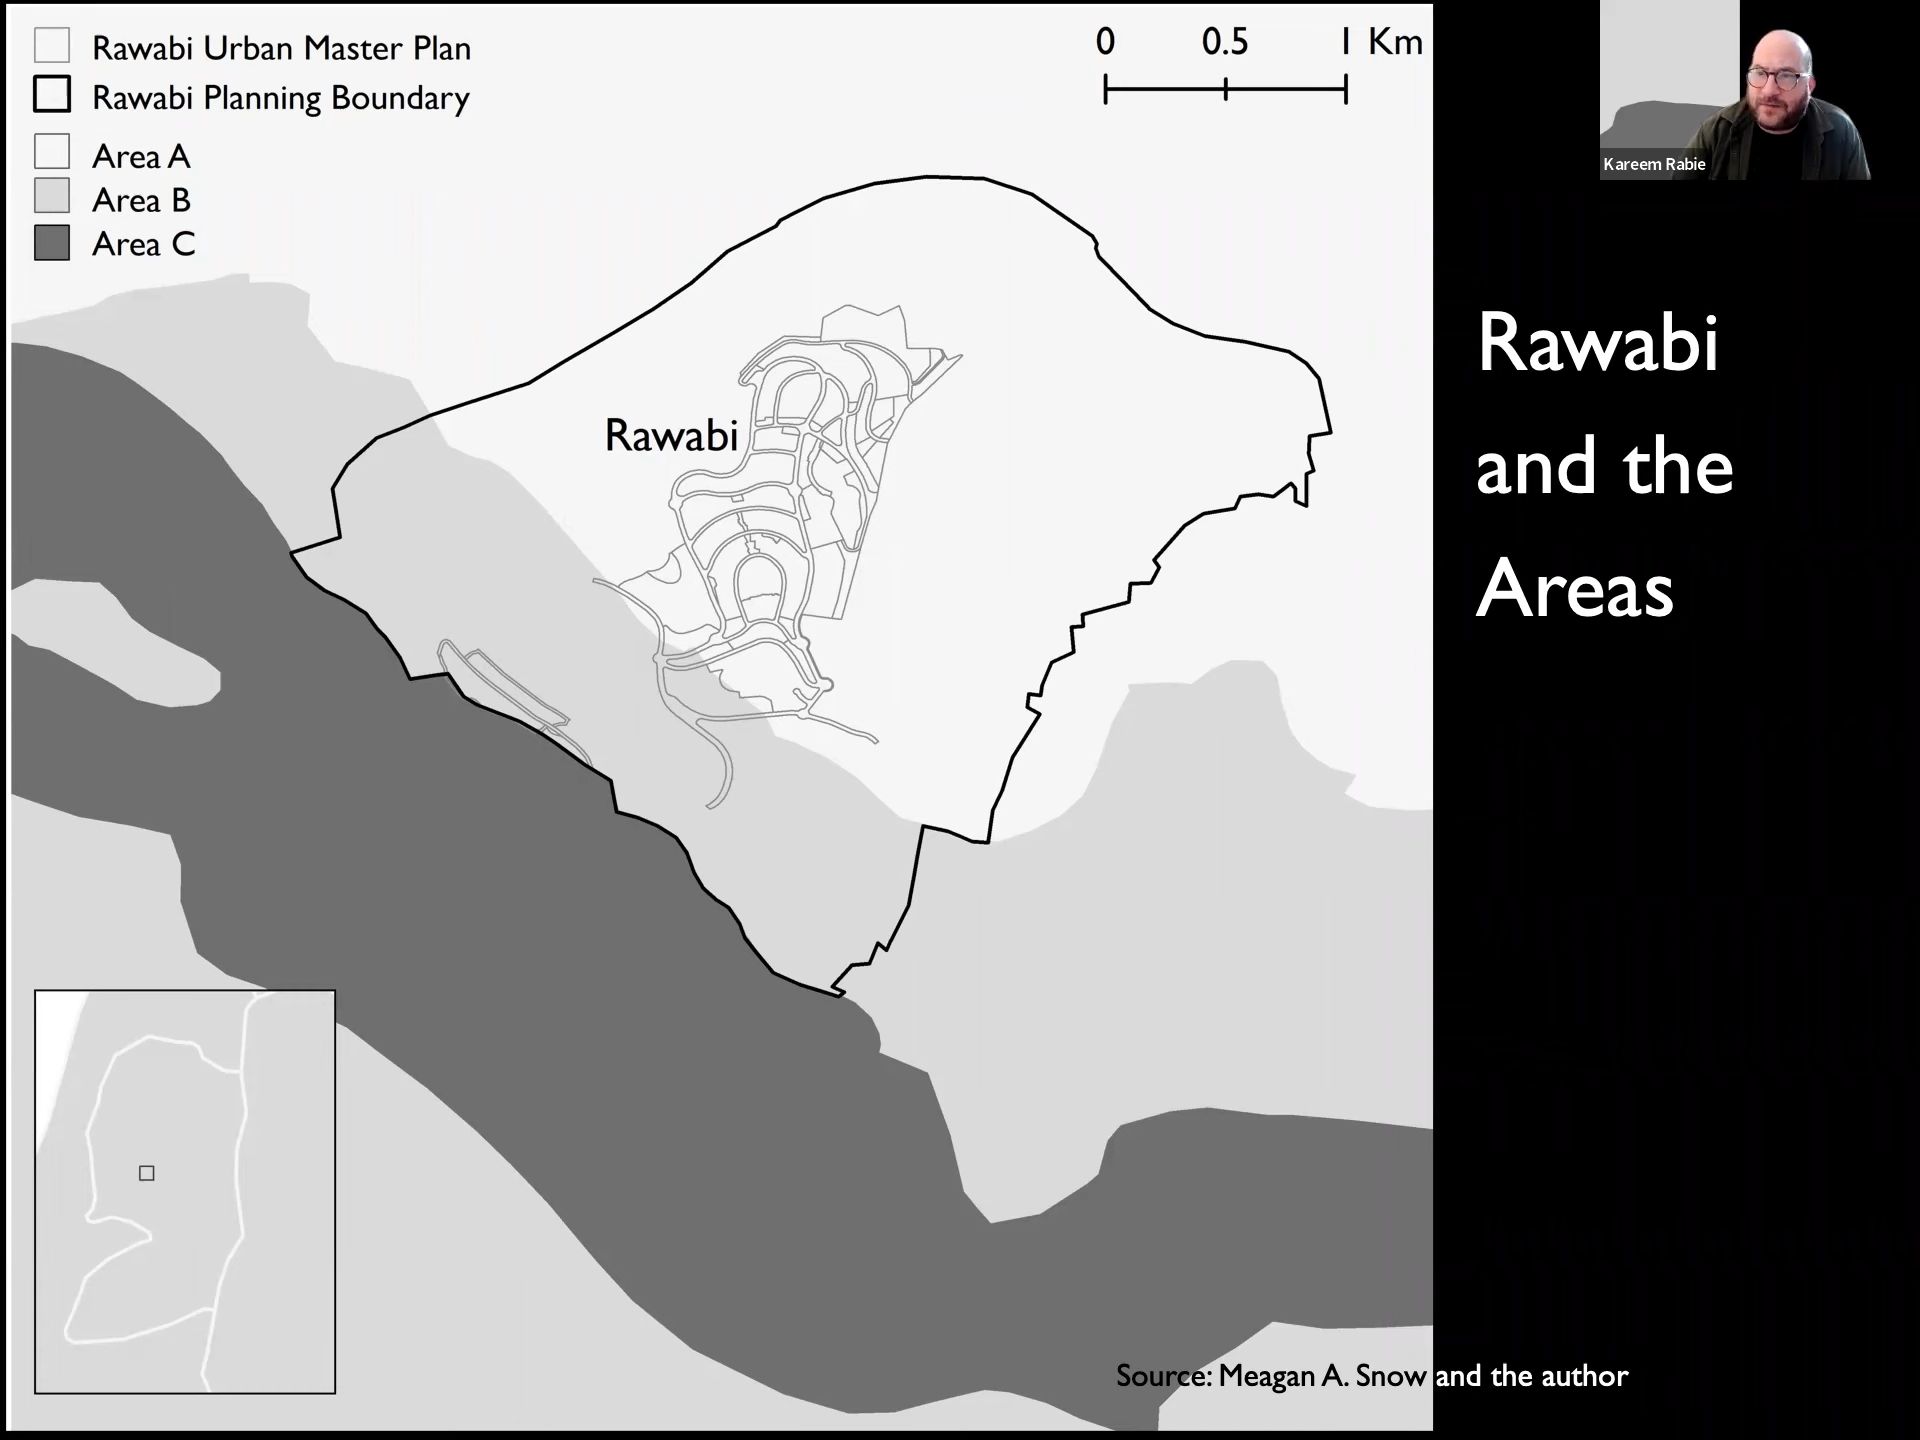 Rawabi Urban Master Plan
Rawabi Planning Boundary
Area A
Area B
Area C
0 0.5 1 Km
Rawabi
Kareem Rabie
Rawabi
and the
Areas
Source: Meagan A. Snow and the author